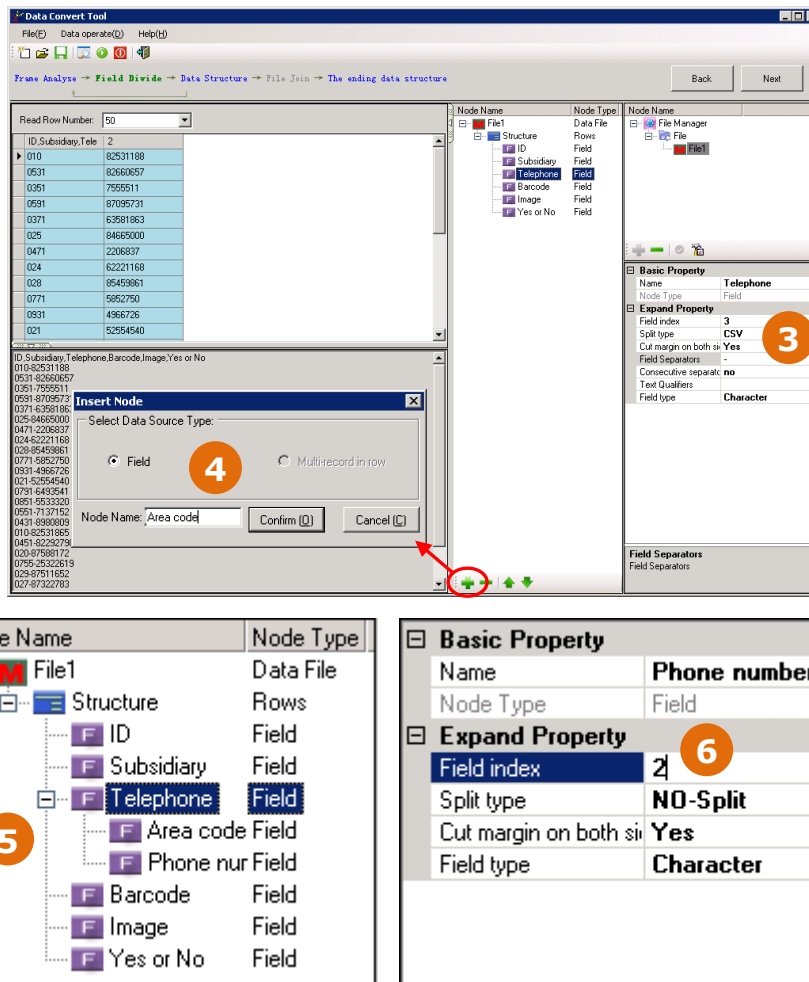 Data Convert Tool
File(F) Data operate(D) Help(H)
Frame Analyse → Field Divide → Data Structure → File Join → The ending data structure
Back
Next
Read Row Number: 50
ID,Subsidiary,Tele 2
010 82531188
0531 82660657
0351 7555511
0591 87095731
0371 63581863
025 84665000
0471 2206837
024 62221168
028 85459861
0771 5852750
0931 4966726
021 52554540
ID,Subsidiary,Telephone,Barcode,Image,Yes or No
010-82531188
0531-82660657
0351-7555511
0591-8709573
0371-6358186
025-84665000
0471-2206837
024-62221168
028-85459861
0771-5852750
0931-4966726
021-52554540
0791-6493541
0851-5533320
0551-7137152
0431-8980809
010-82531865
0451-8229279
020-87588172
0755-25322619
029-87511652
027-87322783
Insert Node
Select Data Source Type:
Field
4
Multi-record in row
Node Name: Area code
Confirm (O)
Cancel (C)
Node Name Node Type
File1 Data File
Structure Rows
F ID Field
F Subsidiary Field
F Telephone Field
F Barcode Field
F Image Field
F Yes or No Field
Node Name
File Manager
File
File1
Basic Property
Name Telephone
Node Type Field
Expand Property
Field index 3
Split type CSV
Cut margin on both si Yes
Field Separators -
Consecutive separatc no
Text Qualifiers
Field type Character
3
Field Separators
Field Separators
e Name Node Type
M File1 Data File
Structure Rows
F ID Field
F Subsidiary Field
F Telephone Field
F Area code Field
F Phone nur Field
F Barcode Field
F Image Field
F Yes or No Field
5
Basic Property
Name Phone number
Node Type Field
Expand Property
Field index 2
Split type NO-Split
Cut margin on both si Yes
Field type Character
6